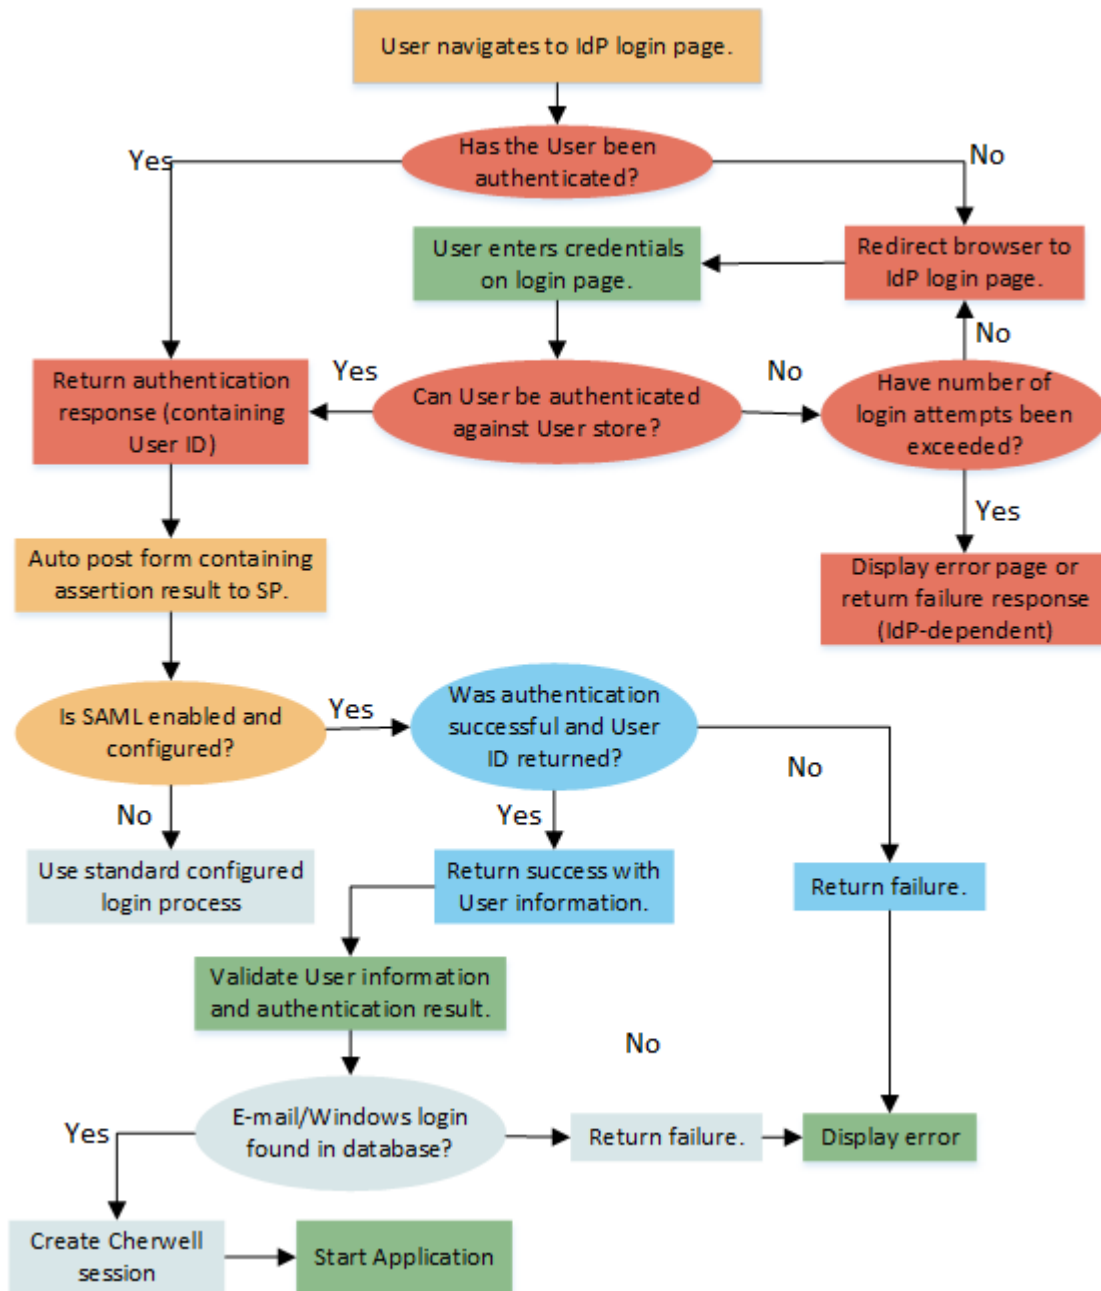 User navigates to IdP login page.
Has the User been
authenticated?
Yes
No
User enters credentials
on login page.
Redirect browser to
IdP login page.
No
Return authentication
response (containing
User ID)
Yes
Can User be authenticated
against User store?
No
Have number of
login attempts been
exceeded?
Yes
Auto post form containing
assertion result to SP.
Display error page or
return failure response
(IdP-dependent)
Is SAML enabled and
configured?
Yes
Was authentication
successful and User
ID returned?
No
No
Yes
Use standard configured
login process
Return success with
User information.
Return failure.
Validate User information
and authentication result.
No
E-mail/Windows login
found in database?
Yes
Return failure.
Display error
Create Cherwell
session
Start Application